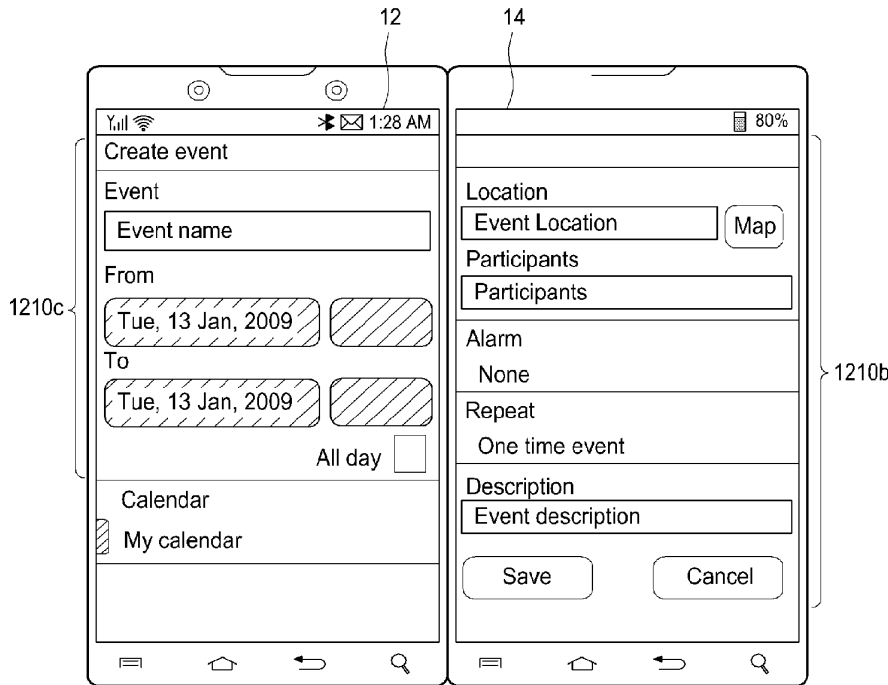 12
14
1:28 AM
80%
Create event
Event
Event name
From
Tue, 13 Jan, 2009
To
Tue, 13 Jan, 2009
All day
Calendar
My calendar
1210c
Location
Event Location
Map
Participants
Participants
Alarm
None
Repeat
One time event
Description
Event description
Save
Cancel
1210b